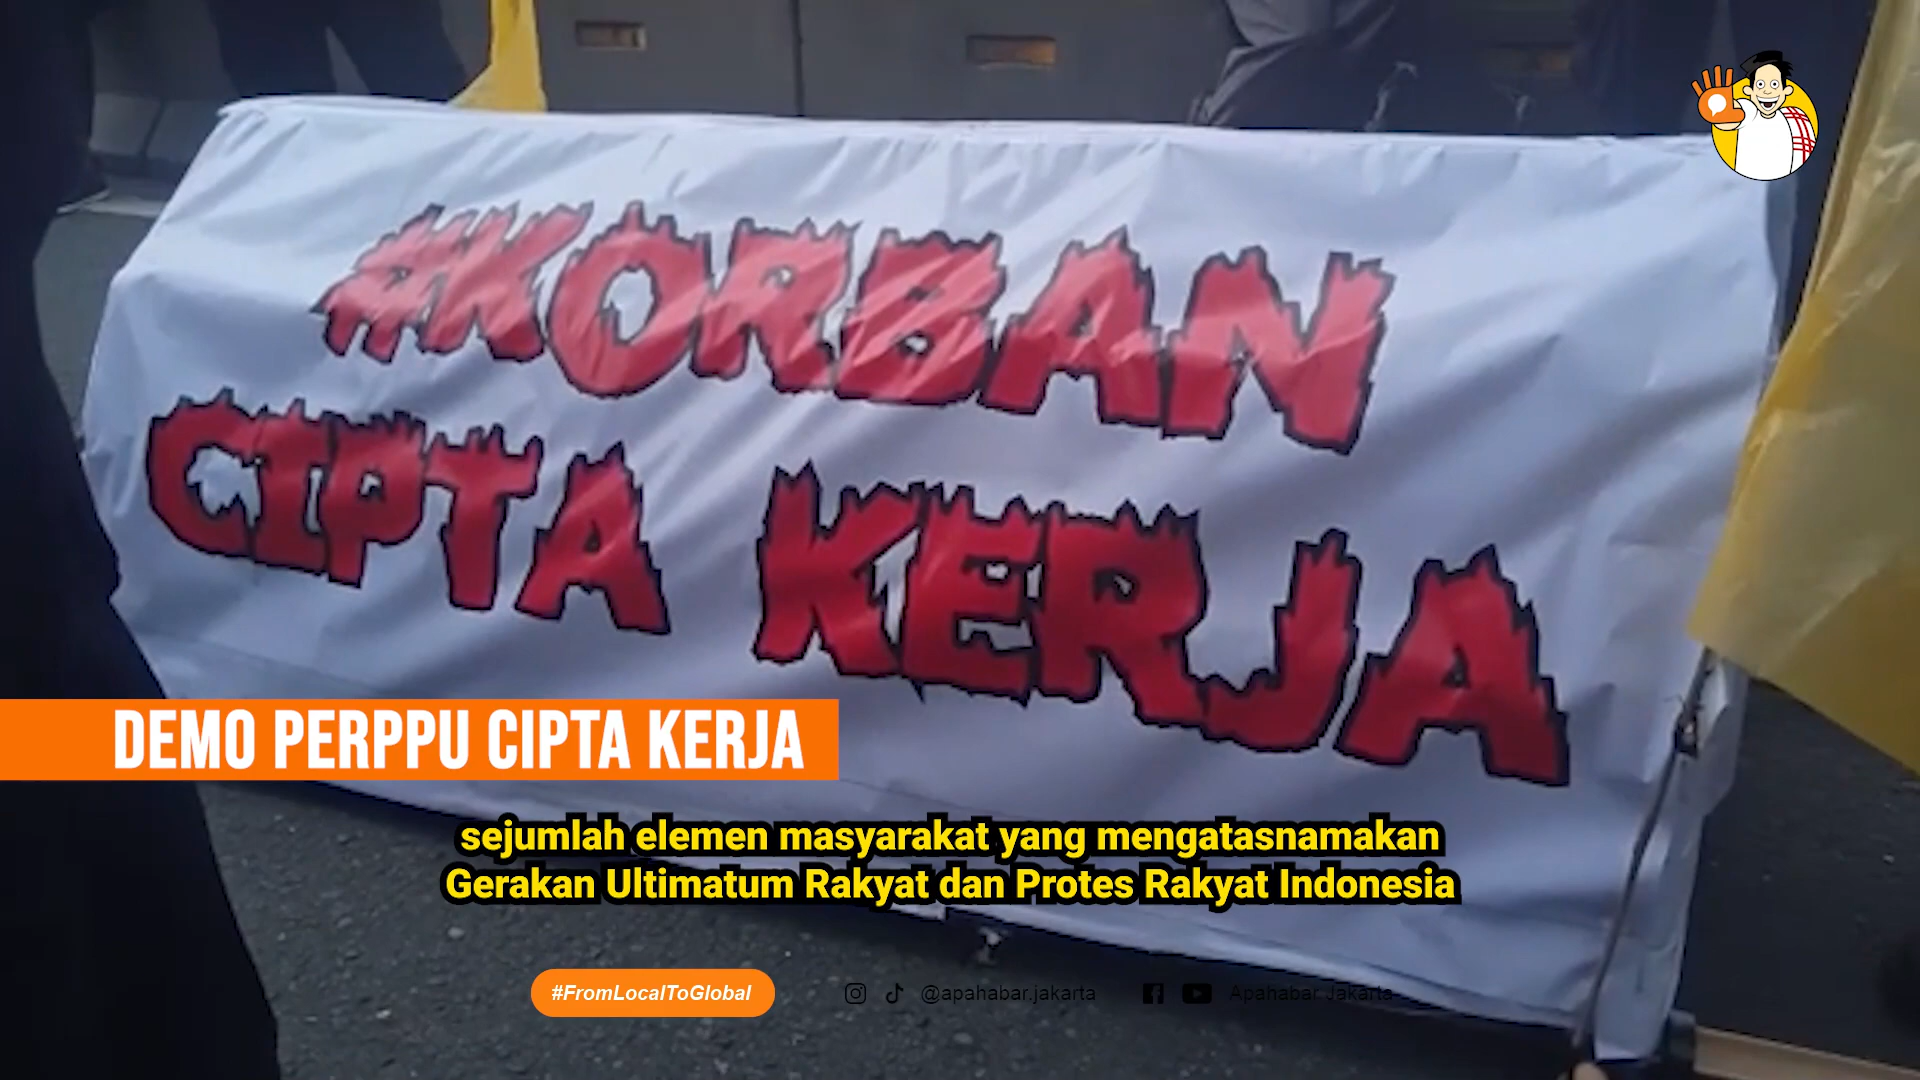 #KORBAN
CIPTA KERJA
DEMO PERPPU CIPTA KERJA
sejumlah elemen masyarakat yang mengatasnamakan
Gerakan Ultimatum Rakyat dan Protes Rakyat Indonesia
#FromLocalToGlobal @apahabar.jakarta Apahabar Jakarta